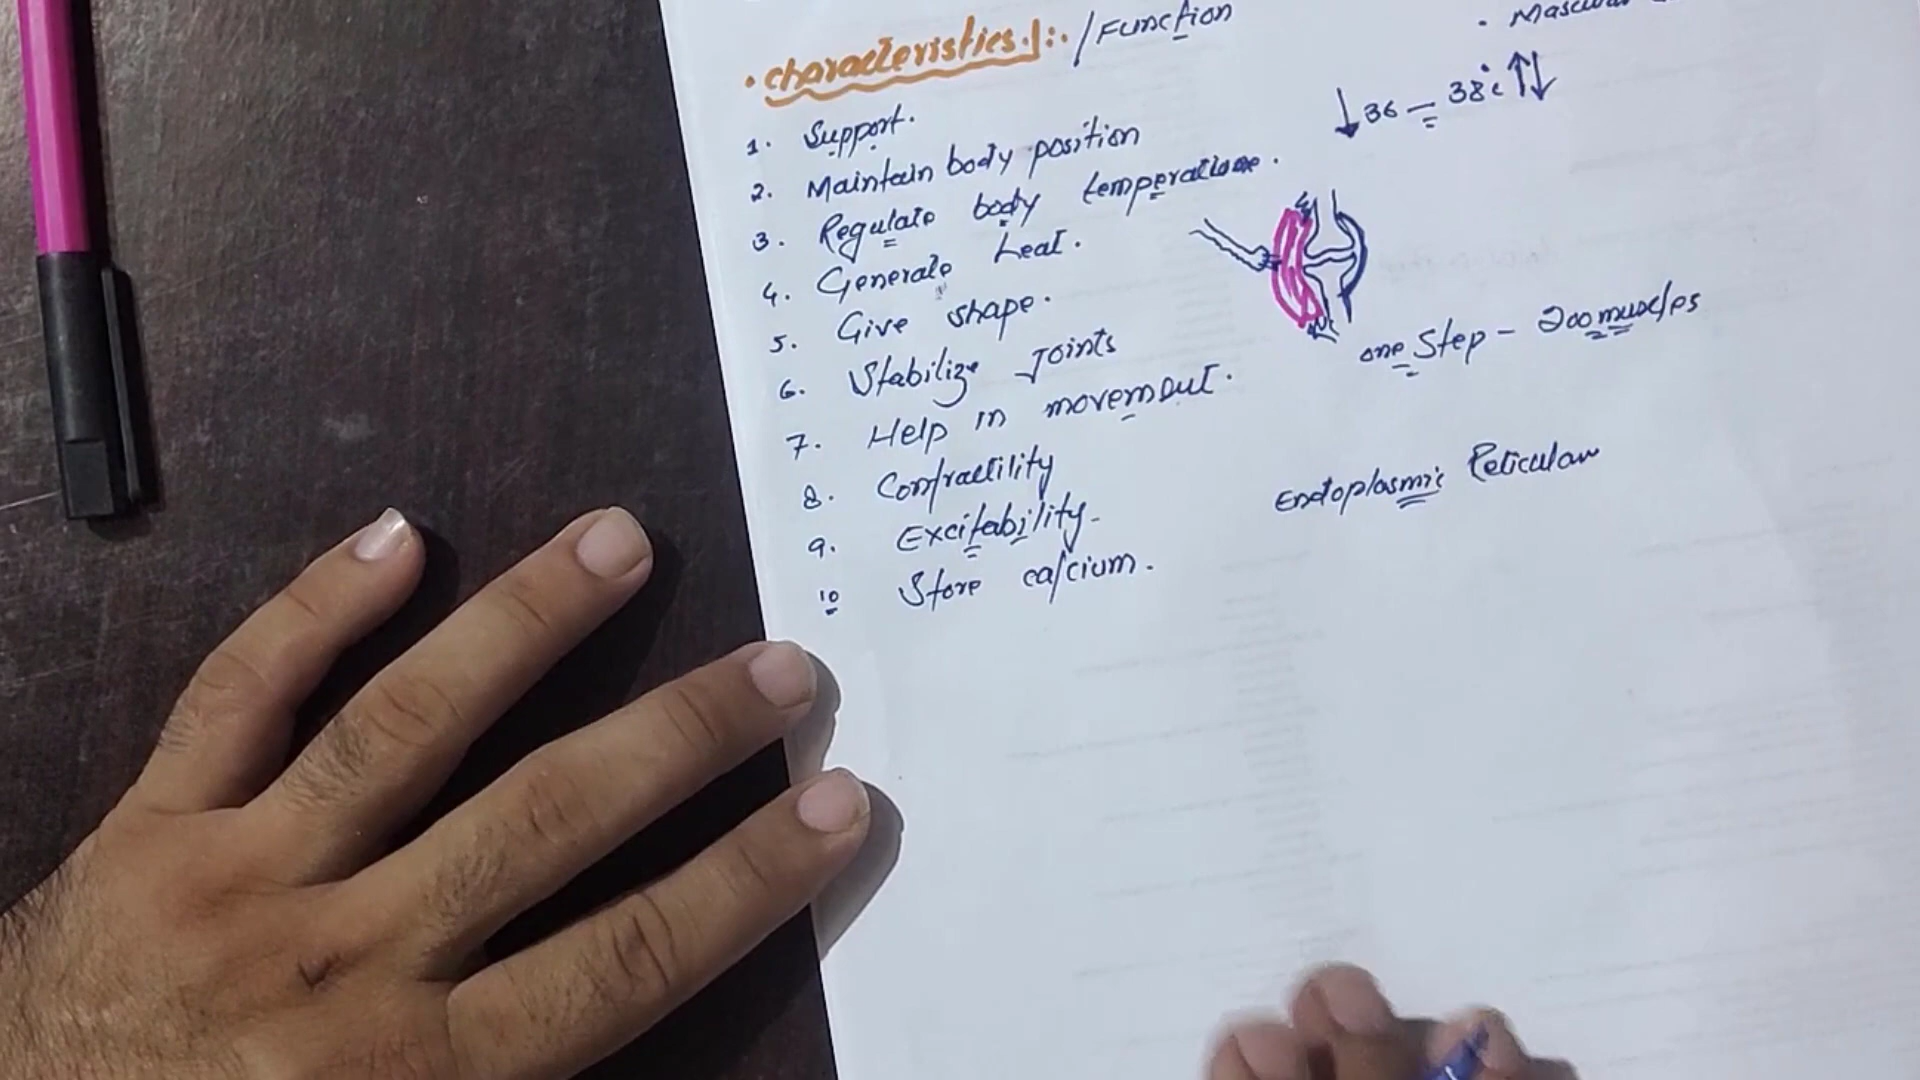 • characteristics :. / Function
• Mascular
↓36 – 38°c ↑↓
1. Support.
2. Maintain body position
3. Regulate body temperature.
4. Generate heat.
5. Give shape.
6. Stabilize Joints
one Step – 200 muscles
7. Help in movement.
8. Contractility
Endoplasmic Reticular
9. Excitability
10 Store calcium.